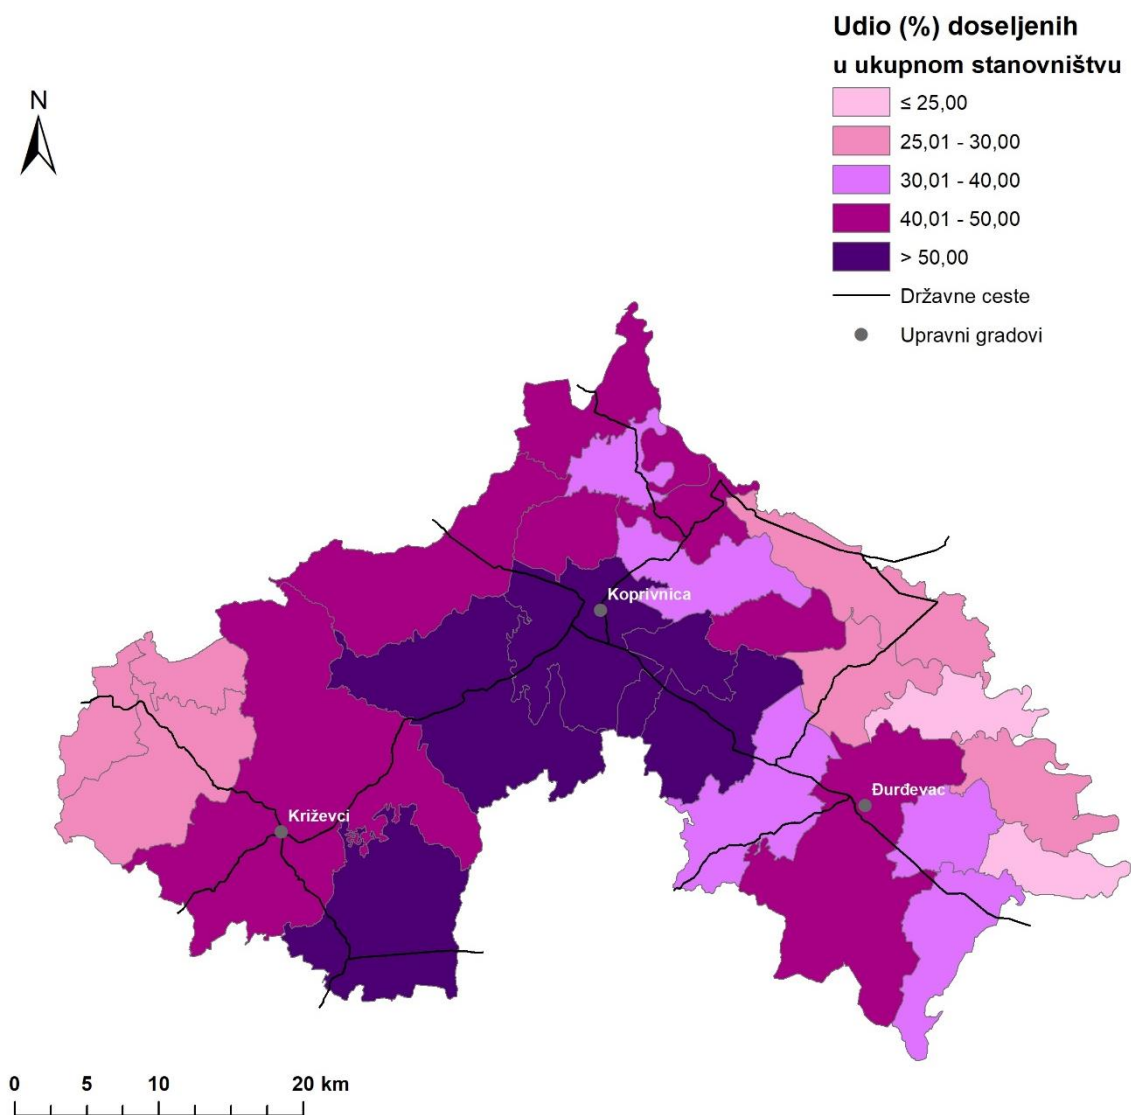 Udio (%) doseljenih
u ukupnom stanovništvu
≤ 25,00
25,01 - 30,00
30,01 - 40,00
40,01 - 50,00
> 50,00
Državne ceste
Upravni gradovi
N
Koprivnica
Đurđevac
Križevci
0 5 10 20 km